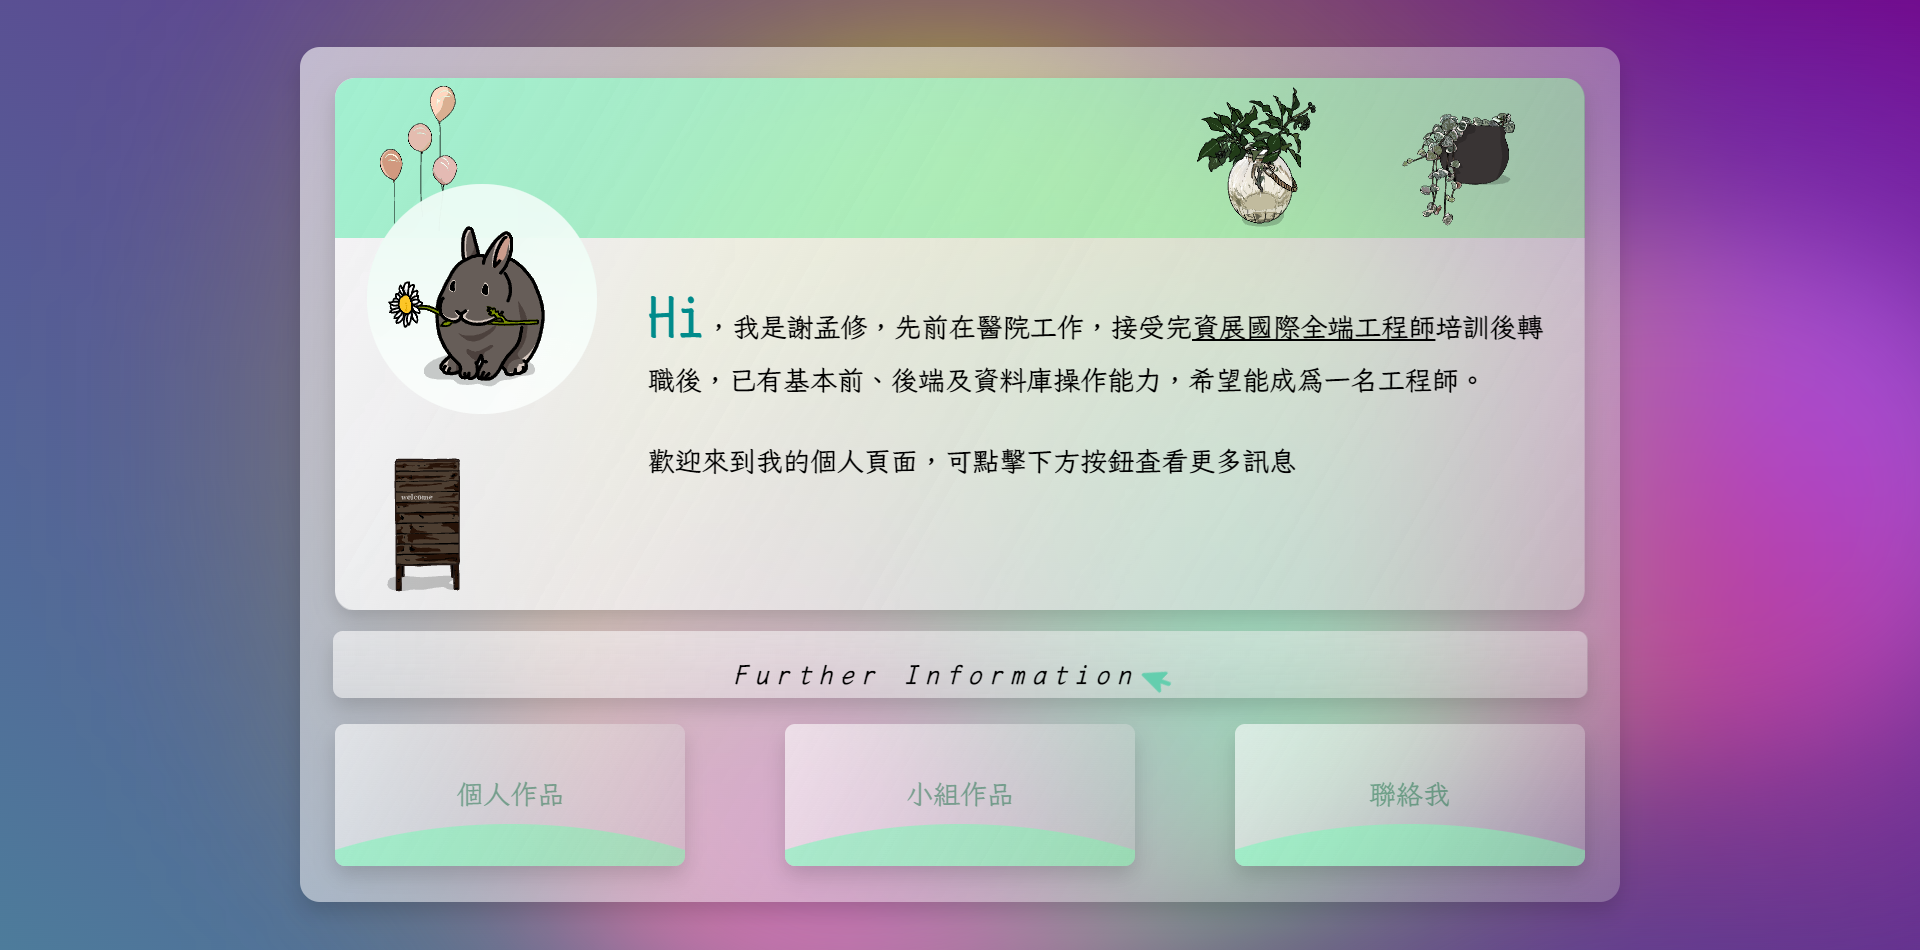 Hi，我是謝孟修，先前在醫院工作，接受完資展國際全端工程師培訓後轉
職後，已有基本前、後端及資料庫操作能力，希望能成爲一名工程師。
歡迎來到我的個人頁面，可點擊下方按鈕查看更多訊息
welcome
Further Information
個人作品
小組作品
聯絡我